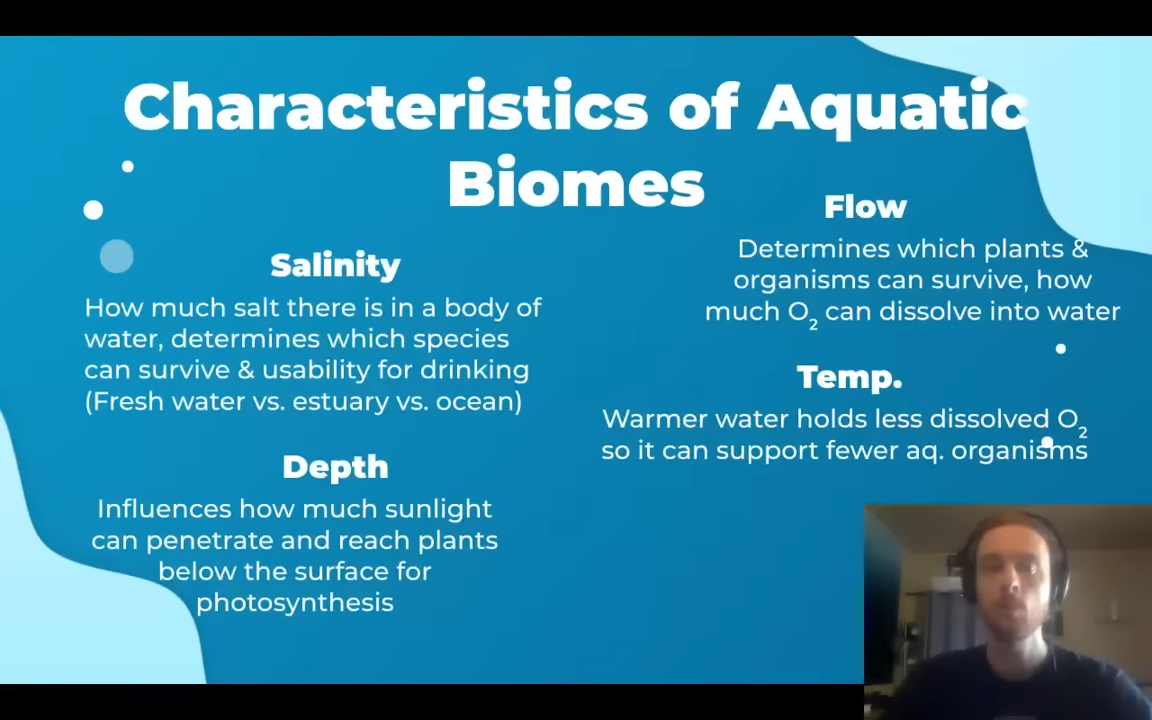 Characteristics of Aquatic
Biomes
Salinity
How much salt there is in a body of
water, determines which species
can survive & usability for drinking
(Fresh water vs. estuary vs. ocean)
Depth
Influences how much sunlight
can penetrate and reach plants
below the surface for
photosynthesis
Flow
Determines which plants &
organisms can survive, how
much O₂ can dissolve into water
Temp.
Warmer water holds less dissolved O₂
so it can support fewer aq. organisms